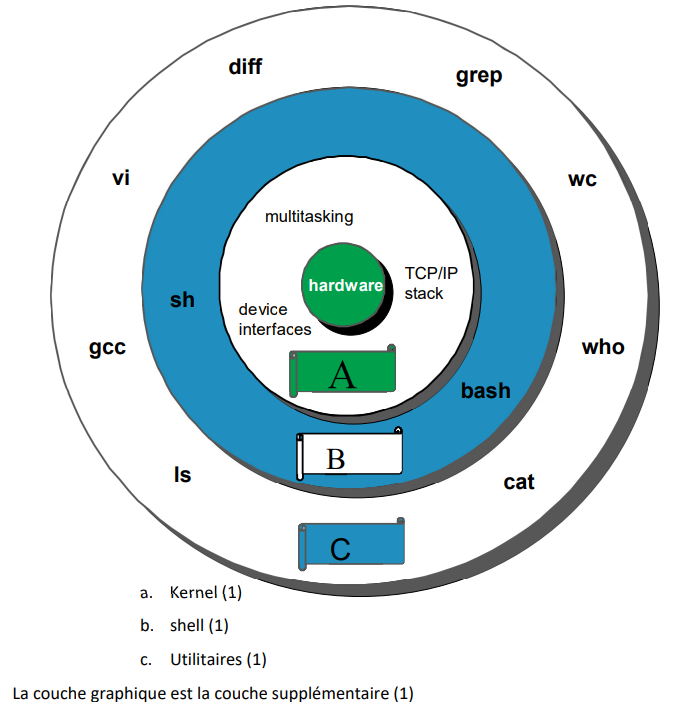 diff
grep
vi
wc
multitasking
hardware
TCP/IP
stack
sh
device
interfaces
gcc
who
A
bash
B
ls
cat
C
a. Kernel (1)
b. shell (1)
c. Utilitaires (1)
La couche graphique est la couche supplémentaire (1)